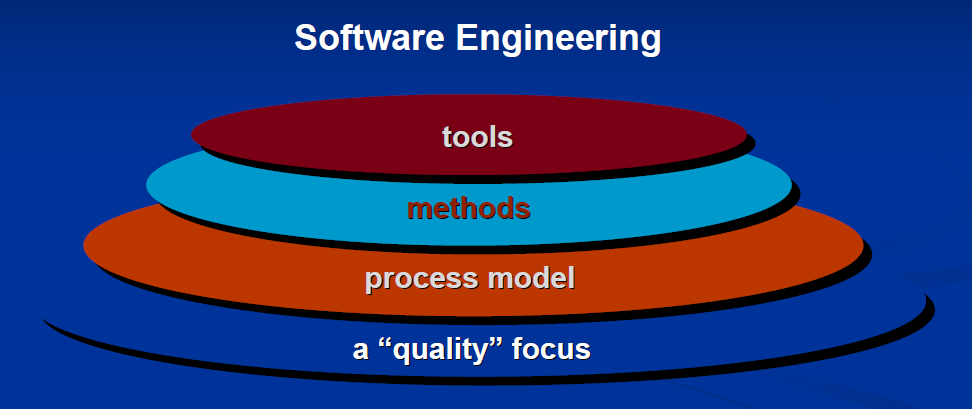 Software Engineering
tools
methods
process model
a “quality” focus